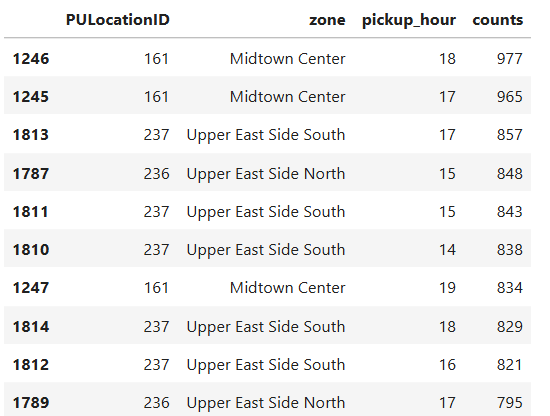 PULocationID zone pickup_hour counts
1246 161 Midtown Center 18 977
1245 161 Midtown Center 17 965
1813 237 Upper East Side South 17 857
1787 236 Upper East Side North 15 848
1811 237 Upper East Side South 15 843
1810 237 Upper East Side South 14 838
1247 161 Midtown Center 19 834
1814 237 Upper East Side South 18 829
1812 237 Upper East Side South 16 821
1789 236 Upper East Side North 17 795